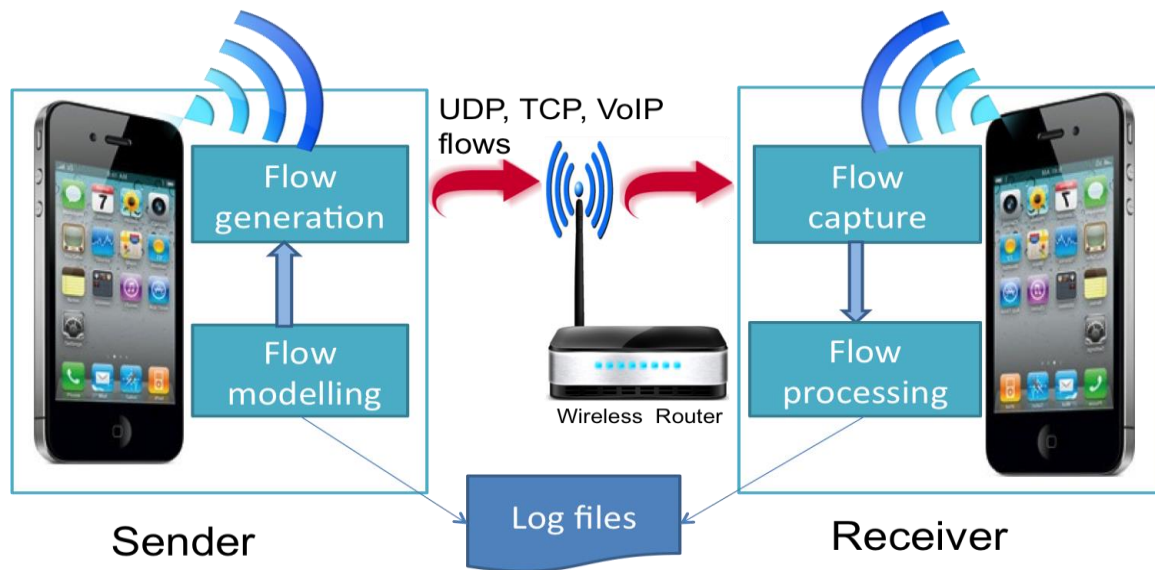 UDP, TCP, VoIP
flows
Flow
generation
Flow
modelling
Wireless Router
Flow
capture
Flow
processing
Log files
Sender
Receiver